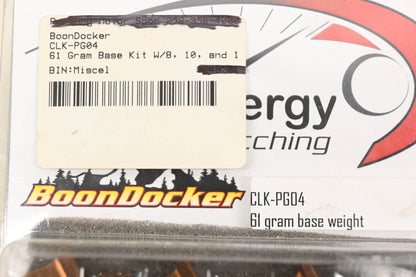 BoonDocker
CLK-PG04
61 Gram Base Kit W/8, 10, and 1
BIN:Miscel
ergy
cching
BoonDocker
CLK-PG04
61 gram base weight